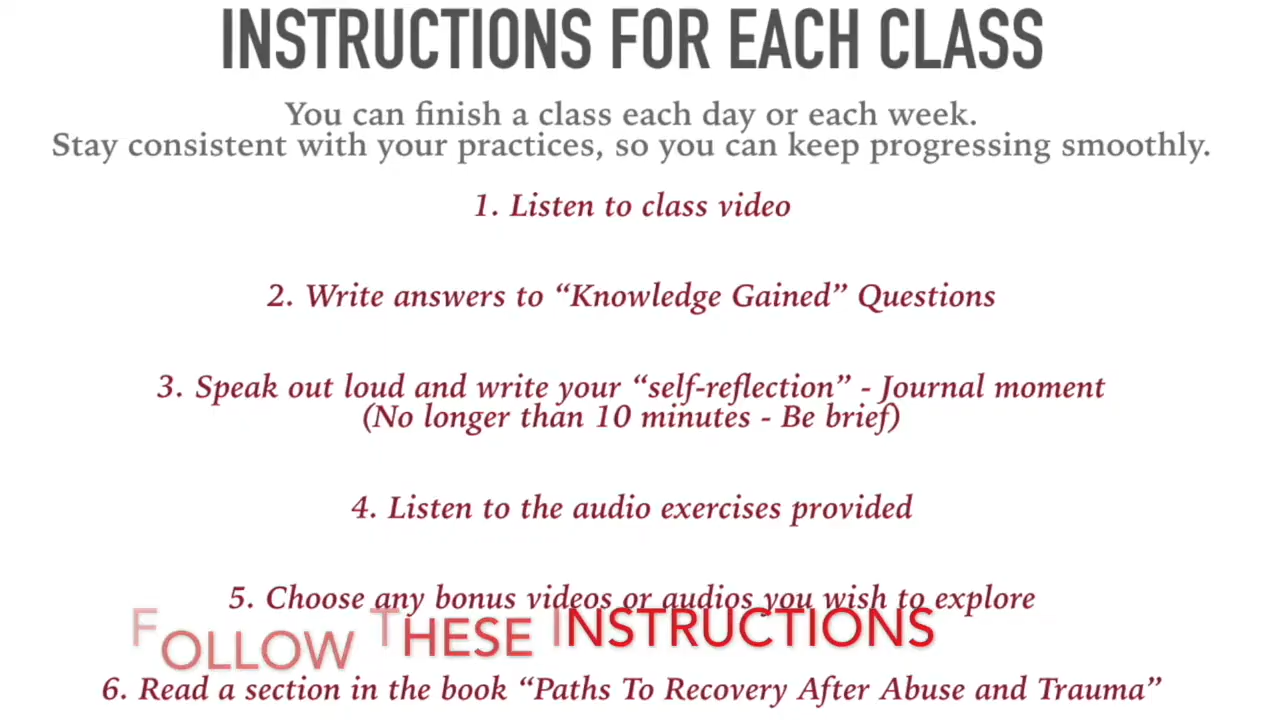 INSTRUCTIONS FOR EACH CLASS
You can finish a class each day or each week.
Stay consistent with your practices, so you can keep progressing smoothly.
1. Listen to class video
2. Write answers to “Knowledge Gained” Questions
3. Speak out loud and write your “self-reflection” - Journal moment
(No longer than 10 minutes - Be brief)
4. Listen to the audio exercises provided
5. Choose any bonus videos or audios you wish to explore
FOLLOW THESE INSTRUCTIONS
6. Read a section in the book “Paths To Recovery After Abuse and Trauma”